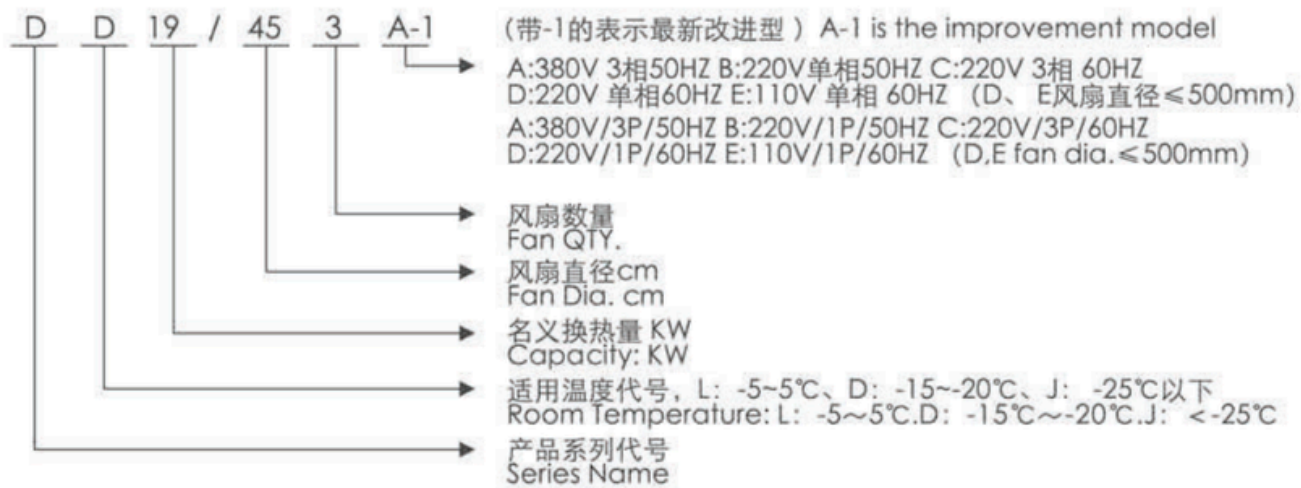 D D 19 / 45 3 A-1 (带-1的表示最新改进型 ) A-1 is the improvement model
A:380V 3相50HZ B:220V单相50HZ C:220V 3相 60HZ
D:220V 单相60HZ E:110V 单相 60HZ (D、 E风扇直径≤500mm)
A:380V/3P/50HZ B:220V/1P/50HZ C:220V/3P/60HZ
D:220V/1P/60HZ E:110V/1P/60HZ (D,E fan dia.≤500mm)
风扇数量
Fan QTY.
风扇直径cm
Fan Dia. cm
名义换热量 KW
Capacity: KW
适用温度代号，L: -5~5℃、D: -15~-20℃、J: -25℃以下
Room Temperature: L: -5～5℃.D: -15℃～-20℃.J: <-25℃
产品系列代号
Series Name